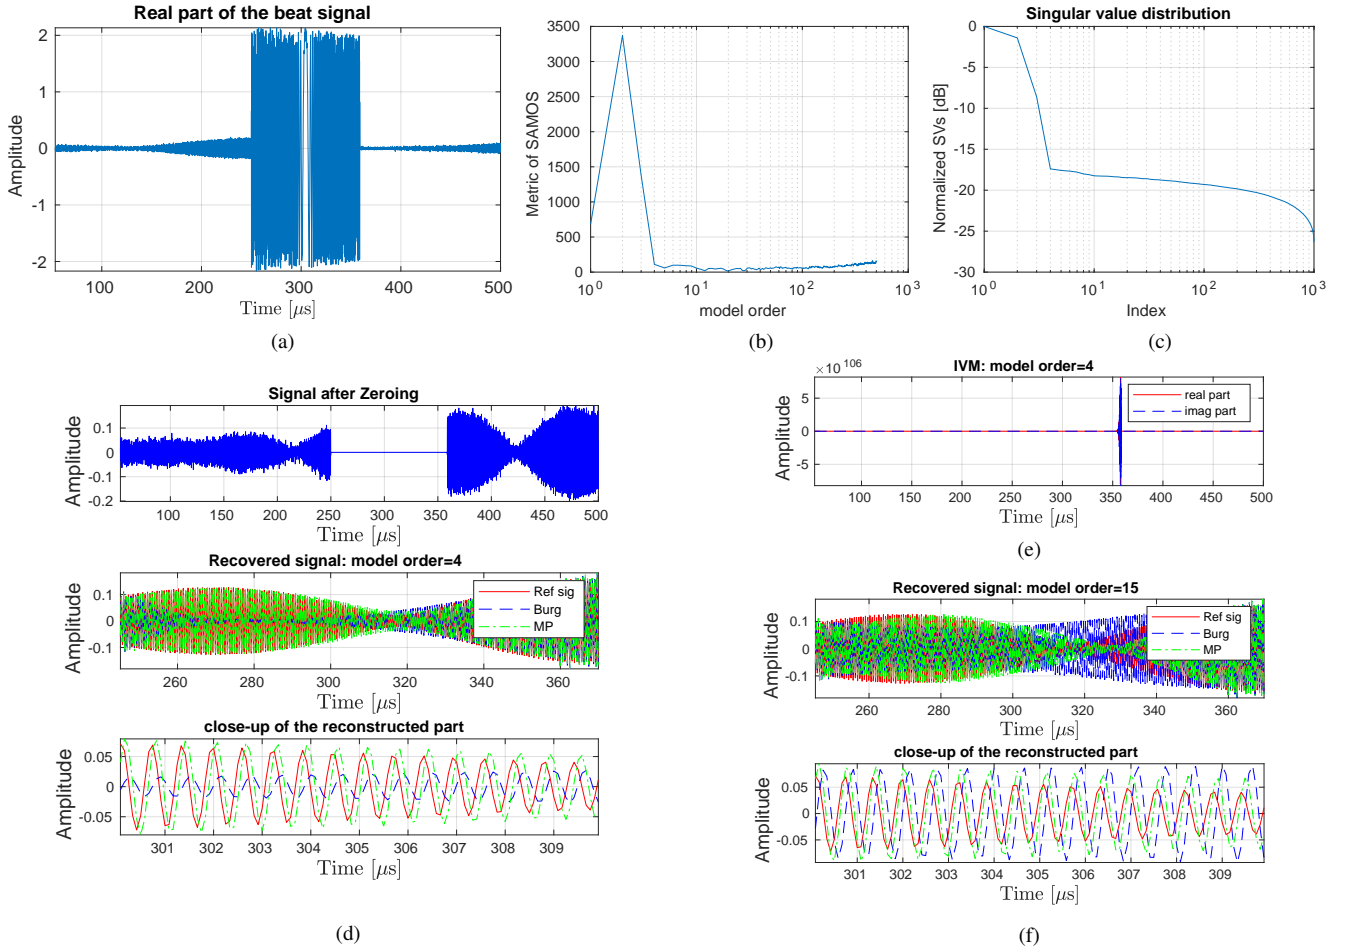 Real part of the beat signal
Amplitude
2
1
0
-1
-2
100
200
300
400
500
Time [μs]
(a)
Metric of SAMOS
3500
3000
2500
2000
1500
1000
500
0
10^0
10^1
10^2
10^3
model order
(b)
Singular value distribution
Normalized SVs [dB]
0
-5
-10
-15
-20
-25
-30
10^0
10^1
10^2
10^3
Index
(c)
Signal after Zeroing
Amplitude
0.1
0
-0.1
-0.2
100
150
200
250
300
350
400
450
500
Time [μs]
Recovered signal: model order=4
Amplitude
0.1
0
-0.1
Ref sig
Burg
MP
260
280
300
320
340
360
Time [μs]
close-up of the reconstructed part
Amplitude
0.05
0
-0.05
301
302
303
304
305
306
307
308
309
Time [μs]
(d)
×10^106
IVM: model order=4
Amplitude
5
0
-5
real part
imag part
100
150
200
250
300
350
400
450
500
Time [μs]
(e)
Recovered signal: model order=15
Amplitude
0.1
0
-0.1
Ref sig
Burg
MP
260
280
300
320
340
360
Time [μs]
close-up of the reconstructed part
Amplitude
0.05
0
-0.05
301
302
303
304
305
306
307
308
309
Time [μs]
(f)